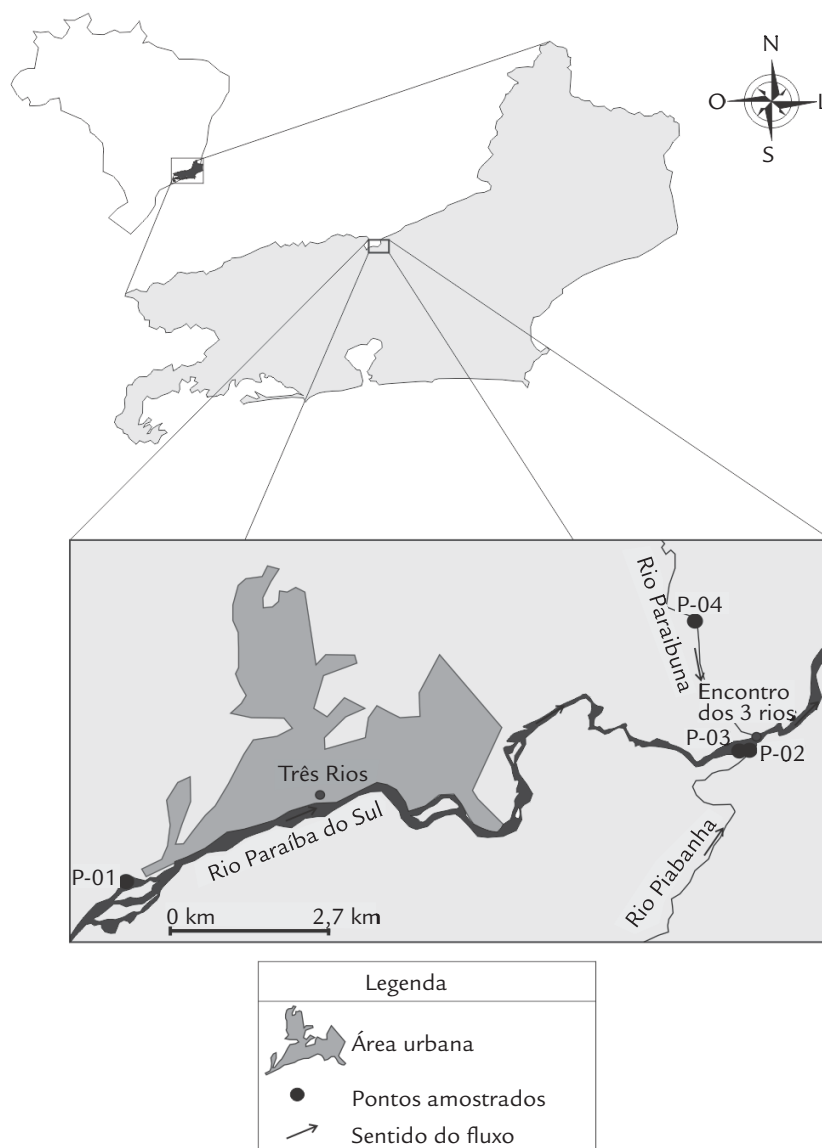 N
O
L
S
Rio Paraibuna
P-04
Encontro
dos 3 rios
P-03
P-02
Três Rios
Rio Paraíba do Sul
P-01
Rio Piabanha
0 km
2,7 km
Legenda
Área urbana
Pontos amostrados
Sentido do fluxo